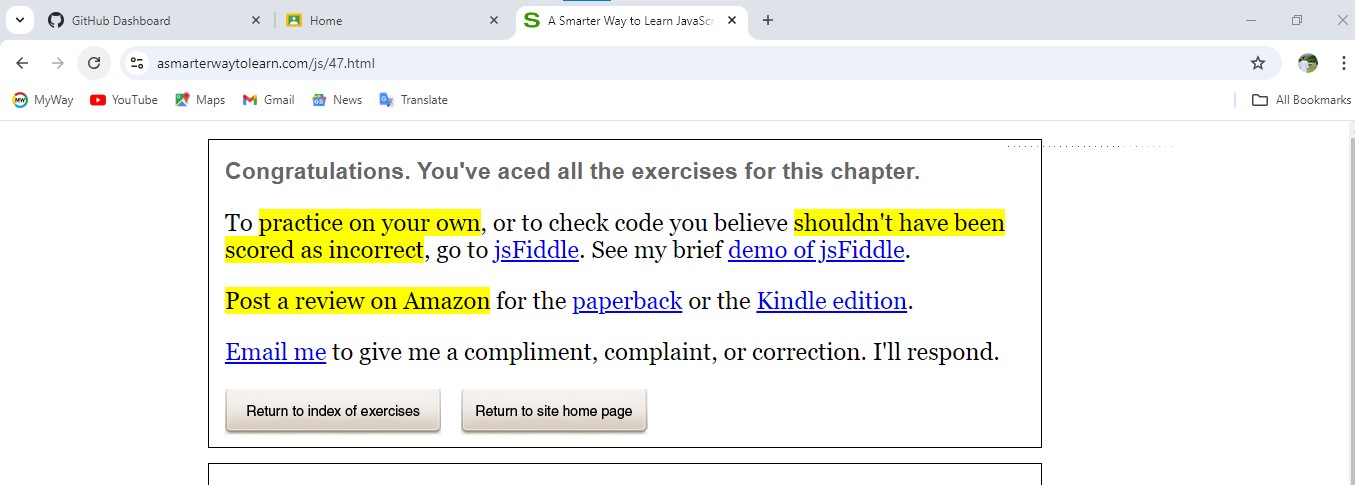 GitHub Dashboard
Home
A Smarter Way to Learn JavaScr
asmarterwaytolearn.com/js/47.html
MyWay YouTube Maps Gmail News Translate All Bookmarks
Congratulations. You've aced all the exercises for this chapter.
To practice on your own, or to check code you believe shouldn't have been
scored as incorrect, go to jsFiddle. See my brief demo of jsFiddle.
Post a review on Amazon for the paperback or the Kindle edition.
Email me to give me a compliment, complaint, or correction. I'll respond.
Return to index of exercises Return to site home page